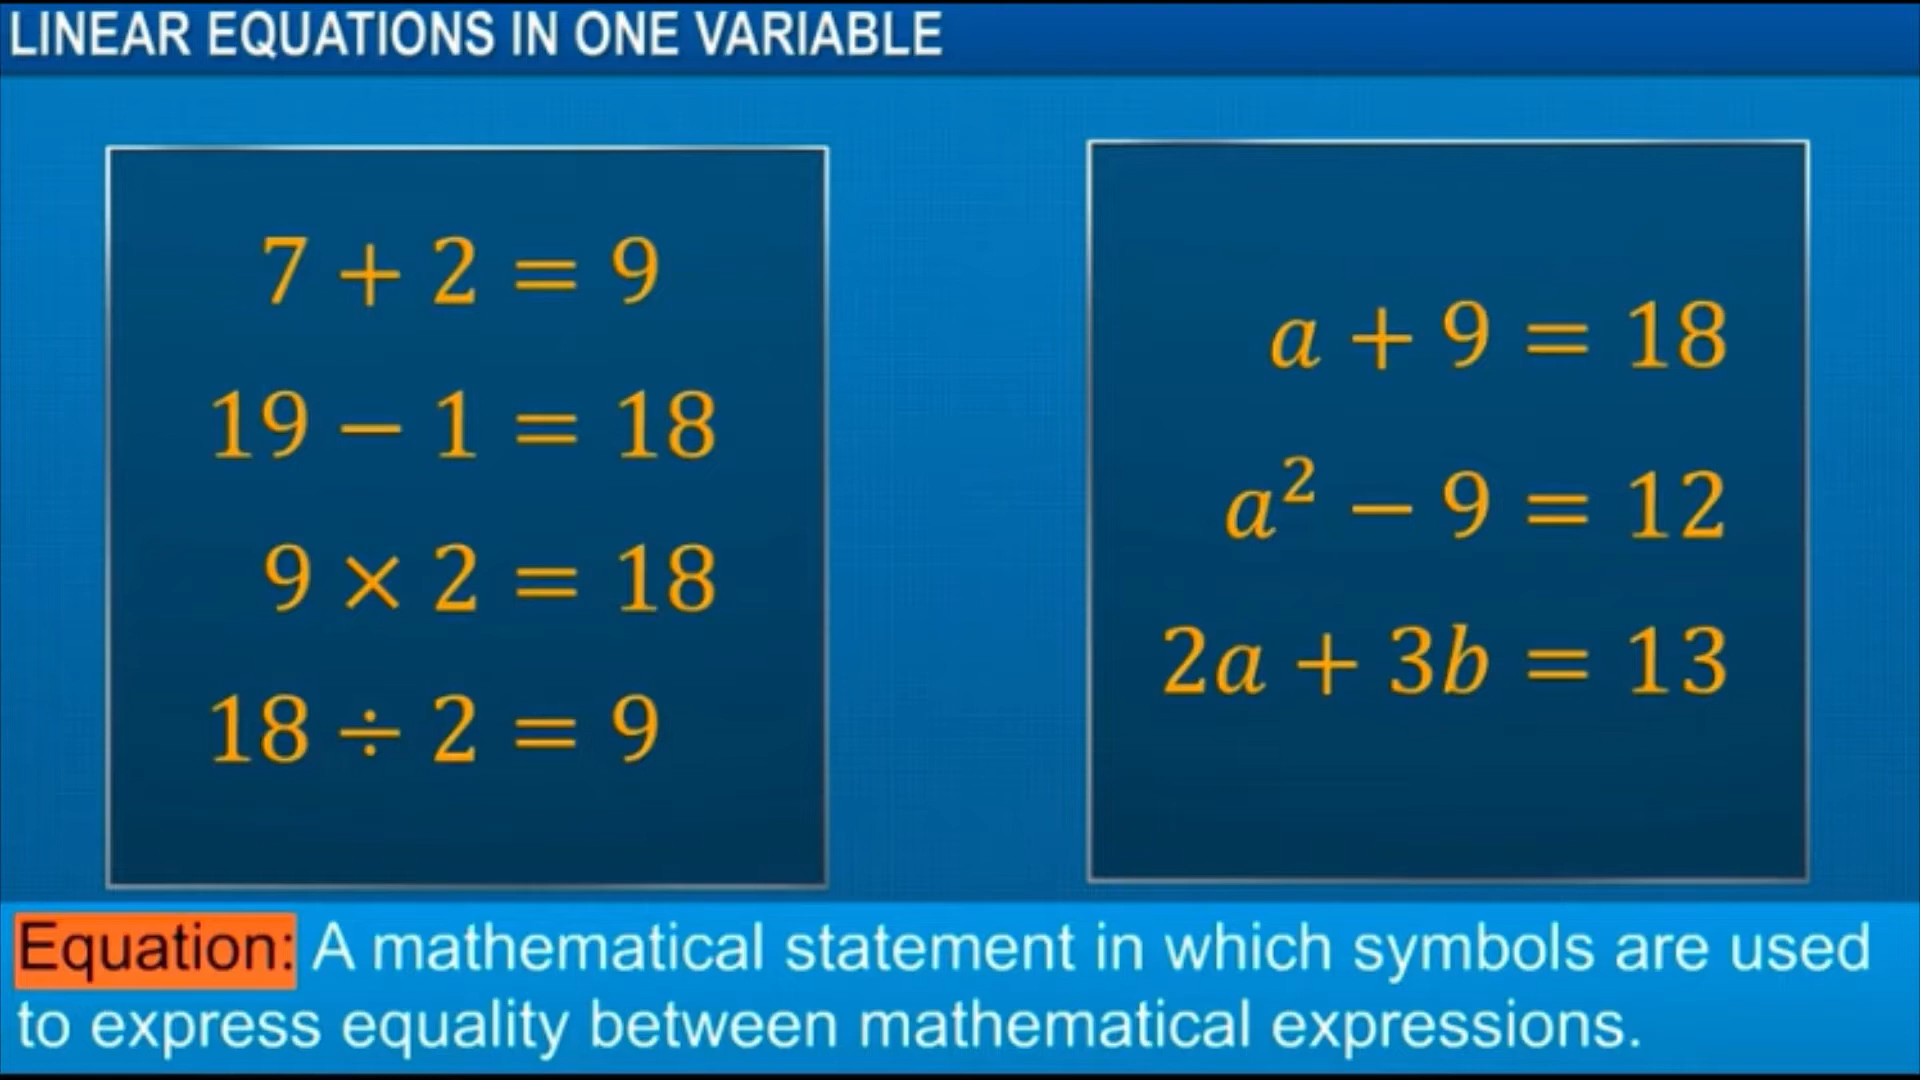 LINEAR EQUATIONS IN ONE VARIABLE
7 + 2 = 9
19 − 1 = 18
9 × 2 = 18
18 ÷ 2 = 9
a + 9 = 18
a² − 9 = 12
2a + 3b = 13
Equation: A mathematical statement in which symbols are used
to express equality between mathematical expressions.